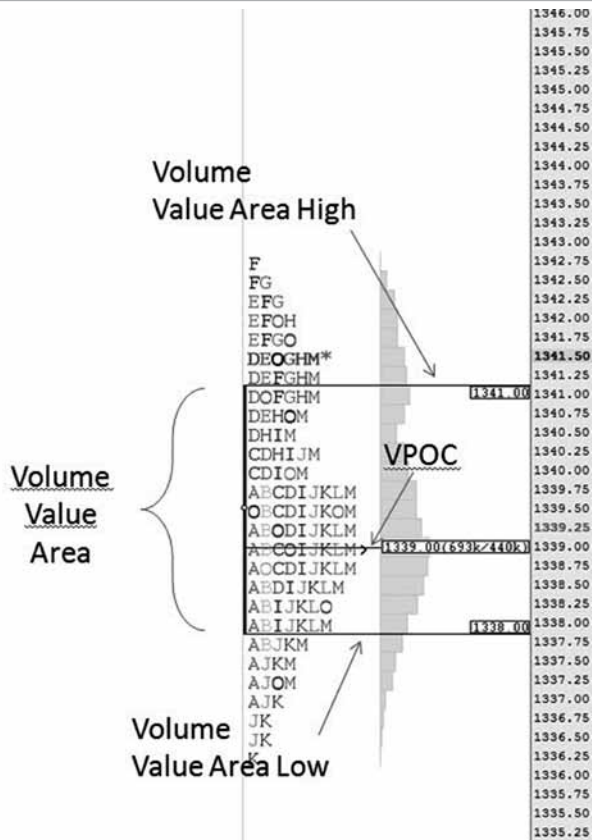 Volume
Value Area High
F
FG
EFG
EFOH
EFGO
DEOGHM*
DEFGHM
DOFGHM
DEHOM
DHIM
CDHIJM
CDIOM
ABCDIJKLM
OBCDIJKOM
ABODIJKLM
ABCOIJKLM
AOCDIJKLM
ABDIJKLM
ABIJKLO
ABIJKLM
ABJKM
AJKM
AJOM
AJK
JK
JK
K
Volume
Value
Area
VPOC
1341.00
1339.00(693k/440k)
1338.00
Volume
Value Area Low
1346.00
1345.75
1345.50
1345.25
1345.00
1344.75
1344.50
1344.25
1344.00
1343.75
1343.50
1343.25
1343.00
1342.75
1342.50
1342.25
1342.00
1341.75
1341.50
1341.25
1341.00
1340.75
1340.50
1340.25
1340.00
1339.75
1339.50
1339.25
1339.00
1338.75
1338.50
1338.25
1338.00
1337.75
1337.50
1337.25
1337.00
1336.75
1336.50
1336.25
1336.00
1335.75
1335.50
1335.25